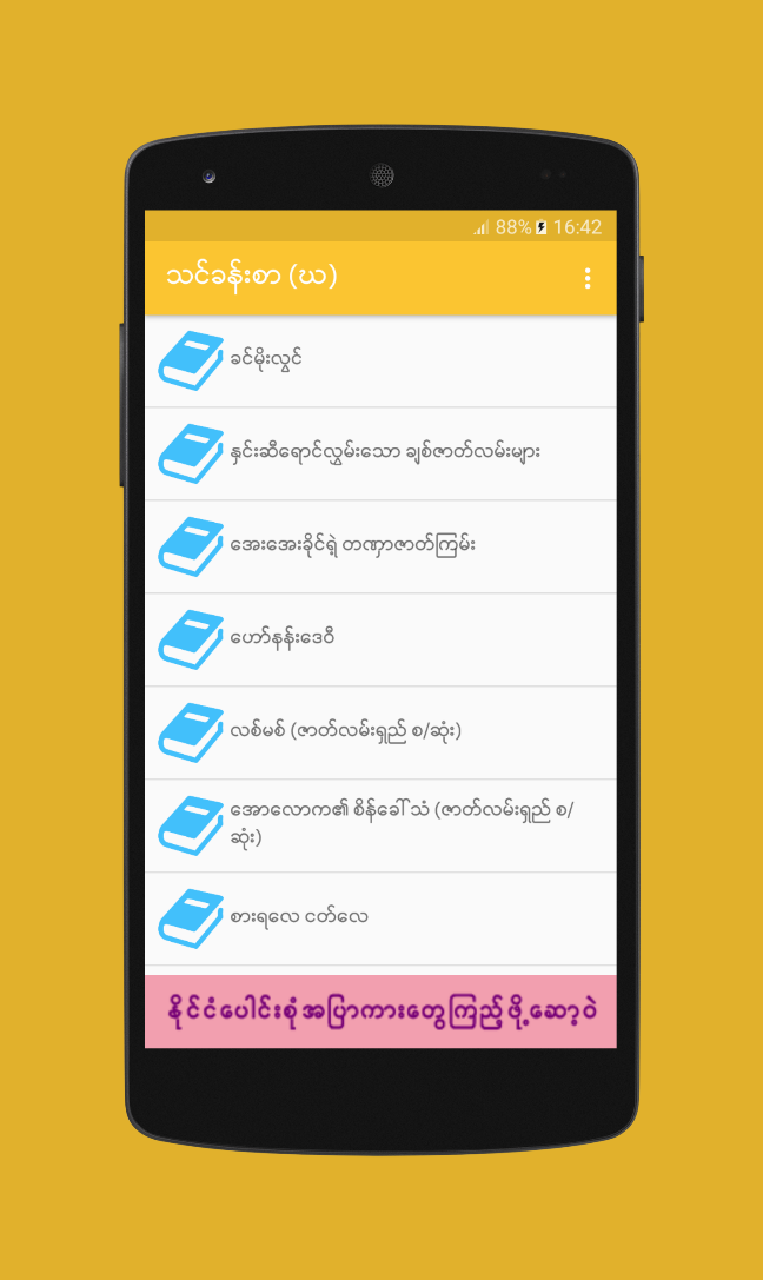 88% 16:42
သင်ခန်းစာ (ဃ)
ခင်မိုးလွှင်
နှင်းဆီရောင်လွှမ်းသော ချစ်ဇာတ်လမ်းများ
အေးအေးခိုင်ရဲ့ တဏှာဇာတ်ကြမ်း
ဟော်နန်းဒေဝီ
လစ်မစ် (ဇာတ်လမ်းရှည် စ/ဆုံး)
အောလောက၏ စိန်ခေါ်သံ (ဇာတ်လမ်းရှည် စ/
ဆုံး)
စားရလေ ငတ်လေ
နိုင်ငံပေါင်းစုံအပြာကားတွေကြည့်ဖို့ဆော့ဝဲ